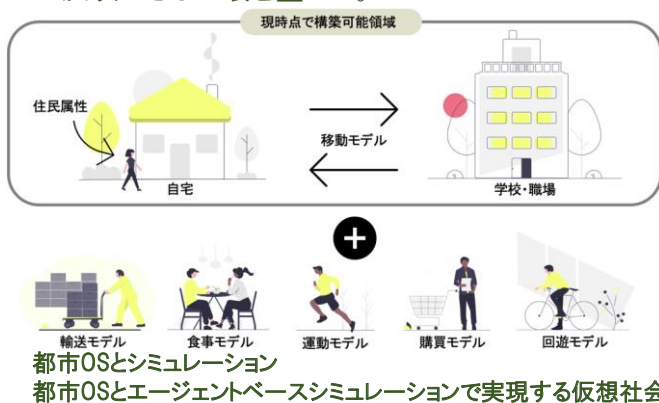 現時点で構築可能領域
住民属性
移動モデル
自宅
学校・職場
輸送モデル
食事モデル
運動モデル
購買モデル
回遊モデル
都市OSとシミュレーション
都市OSとエージェントベースシミュレーションで実現する仮想社会